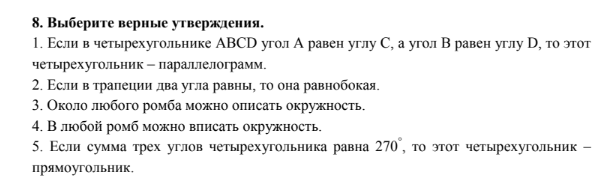 8. Выберите верные утверждения.
1. Если в четырехугольнике ABCD угол A равен углу C, а угол B равен углу D, то этот
четырехугольник – параллелограмм.
2. Если в трапеции два угла равны, то она равнобокая.
3. Около любого ромба можно описать окружность.
4. В любой ромб можно вписать окружность.
5. Если сумма трех углов четырехугольника равна 270°, то этот четырехугольник –
прямоугольник.